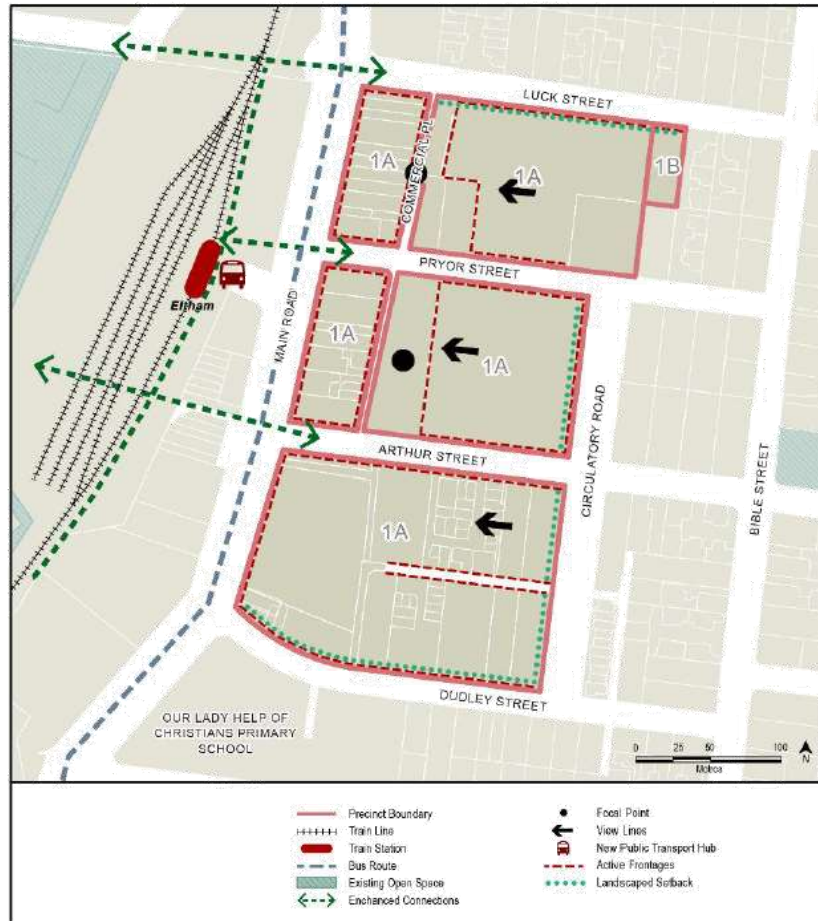 LUCK STREET
1A
COMMERCIAL PL
1A
1B
PRYOR STREET
Eltham
MAIN ROAD
1A
1A
ARTHUR STREET
CIRCULATORY ROAD
BIBLE STREET
1A
DUDLEY STREET
OUR LADY HELP OF
CHRISTIANS PRIMARY
SCHOOL
0 25 50 100
Metres
N
Precinct Boundary
Train Line
Train Station
Bus Route
Existing Open Space
Enchanced Connections
Focal Point
View Lines
New Public Transport Hub
Active Frontages
Landscaped Setback